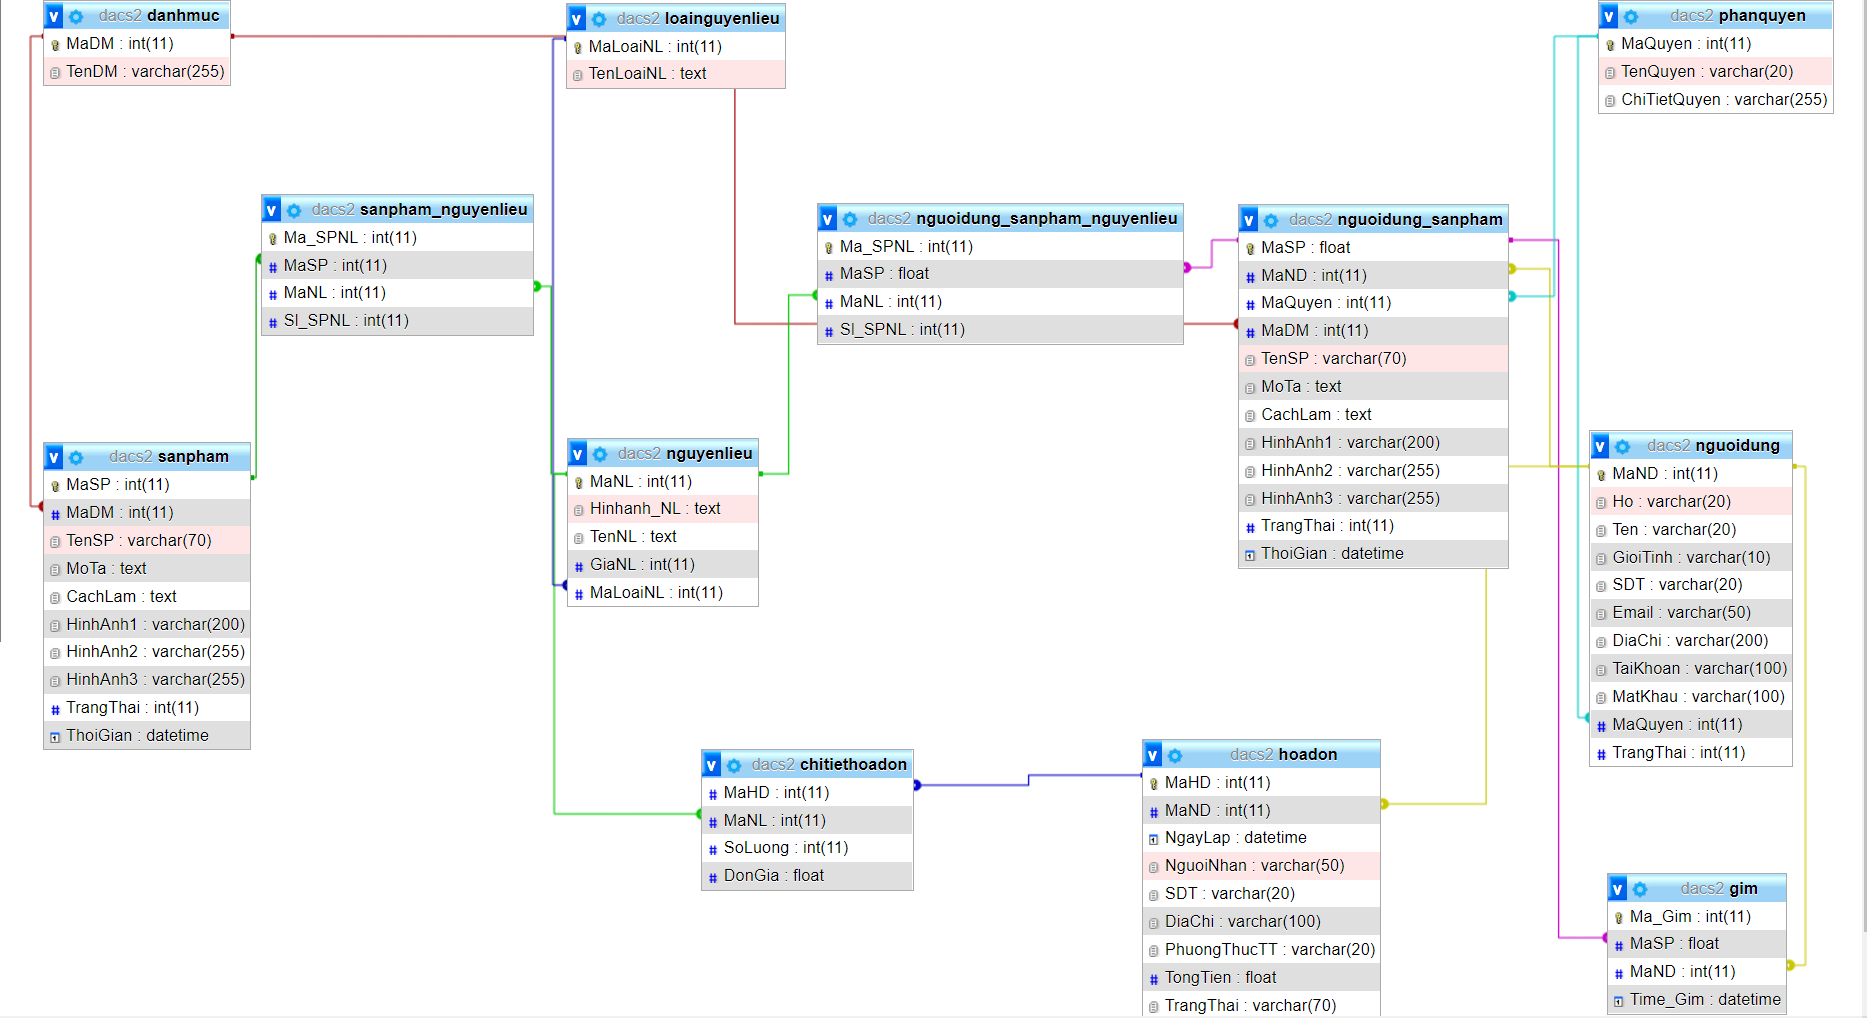 dacs2 danhmuc
MaDM : int(11)
TenDM : varchar(255)
dacs2 loainguyenlieu
MaLoaiNL : int(11)
TenLoaiNL : text
dacs2 phanquyen
MaQuyen : int(11)
TenQuyen : varchar(20)
ChiTietQuyen : varchar(255)
dacs2 sanpham_nguyenlieu
Ma_SPNL : int(11)
MaSP : int(11)
MaNL : int(11)
Sl_SPNL : int(11)
dacs2 nguoidung_sanpham_nguyenlieu
Ma_SPNL : int(11)
MaSP : float
MaNL : int(11)
Sl_SPNL : int(11)
dacs2 nguoidung_sanpham
MaSP : float
MaND : int(11)
MaQuyen : int(11)
MaDM : int(11)
TenSP : varchar(70)
MoTa : text
CachLam : text
HinhAnh1 : varchar(200)
HinhAnh2 : varchar(255)
HinhAnh3 : varchar(255)
TrangThai : int(11)
ThoiGian : datetime
dacs2 sanpham
MaSP : int(11)
MaDM : int(11)
TenSP : varchar(70)
MoTa : text
CachLam : text
HinhAnh1 : varchar(200)
HinhAnh2 : varchar(255)
HinhAnh3 : varchar(255)
TrangThai : int(11)
ThoiGian : datetime
dacs2 nguyenlieu
MaNL : int(11)
Hinhanh_NL : text
TenNL : text
GiaNL : int(11)
MaLoaiNL : int(11)
dacs2 nguoidung
MaND : int(11)
Ho : varchar(20)
Ten : varchar(20)
GioiTinh : varchar(10)
SDT : varchar(20)
Email : varchar(50)
DiaChi : varchar(200)
TaiKhoan : varchar(100)
MatKhau : varchar(100)
MaQuyen : int(11)
TrangThai : int(11)
dacs2 chitiethoadon
MaHD : int(11)
MaNL : int(11)
SoLuong : int(11)
DonGia : float
dacs2 hoadon
MaHD : int(11)
MaND : int(11)
NgayLap : datetime
NguoiNhan : varchar(50)
SDT : varchar(20)
DiaChi : varchar(100)
PhuongThucTT : varchar(20)
TongTien : float
TrangThai : varchar(70)
dacs2 gim
Ma_Gim : int(11)
MaSP : float
MaND : int(11)
Time_Gim : datetime